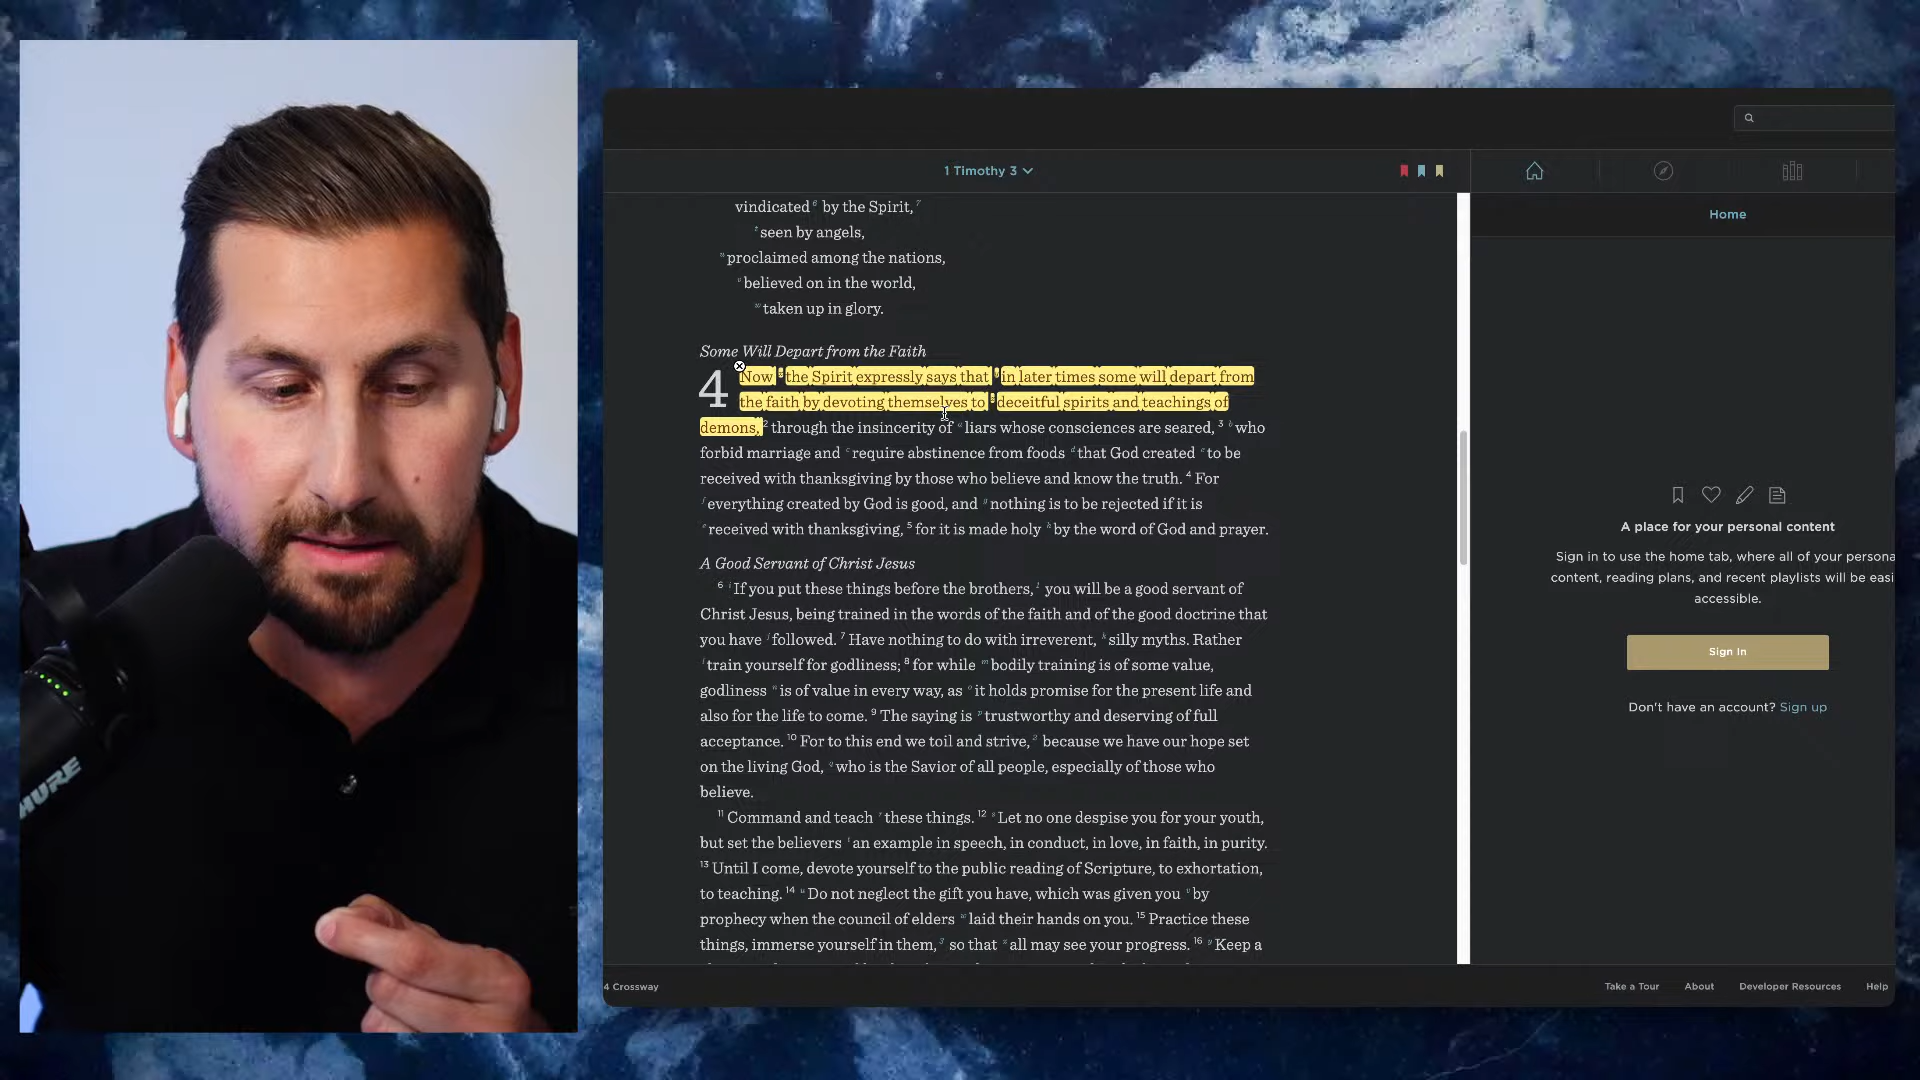 1 Timothy 3
Home
vindicated 6 by the Spirit, 7
seen by angels,
proclaimed among the nations,
believed on in the world,
taken up in glory.
Some Will Depart from the Faith
4 Now the Spirit expressly says that in later times some will depart from
the faith by devoting themselves to deceitful spirits and teachings of
demons, 2 through the insincerity of liars whose consciences are seared, 3 who
forbid marriage and require abstinence from foods that God created to be
received with thanksgiving by those who believe and know the truth. 4 For
everything created by God is good, and nothing is to be rejected if it is
received with thanksgiving, 5 for it is made holy by the word of God and prayer.
A Good Servant of Christ Jesus
6 If you put these things before the brothers, you will be a good servant of
Christ Jesus, being trained in the words of the faith and of the good doctrine that
you have followed. 7 Have nothing to do with irreverent, silly myths. Rather
train yourself for godliness; 8 for while bodily training is of some value,
godliness is of value in every way, as it holds promise for the present life and
also for the life to come. 9 The saying is trustworthy and deserving of full
acceptance. 10 For to this end we toil and strive, because we have our hope set
on the living God, who is the Savior of all people, especially of those who
believe.
11 Command and teach these things. 12 Let no one despise you for your youth,
but set the believers an example in speech, in conduct, in love, in faith, in purity.
13 Until I come, devote yourself to the public reading of Scripture, to exhortation,
to teaching. 14 Do not neglect the gift you have, which was given you by
prophecy when the council of elders laid their hands on you. 15 Practice these
things, immerse yourself in them, so that all may see your progress. 16 Keep a
A place for your personal content
Sign in to use the home tab, where all of your persona
content, reading plans, and recent playlists will be easi
accessible.
Sign In
Don't have an account? Sign up
4 Crossway
Take a Tour
About
Developer Resources
Help
HURE